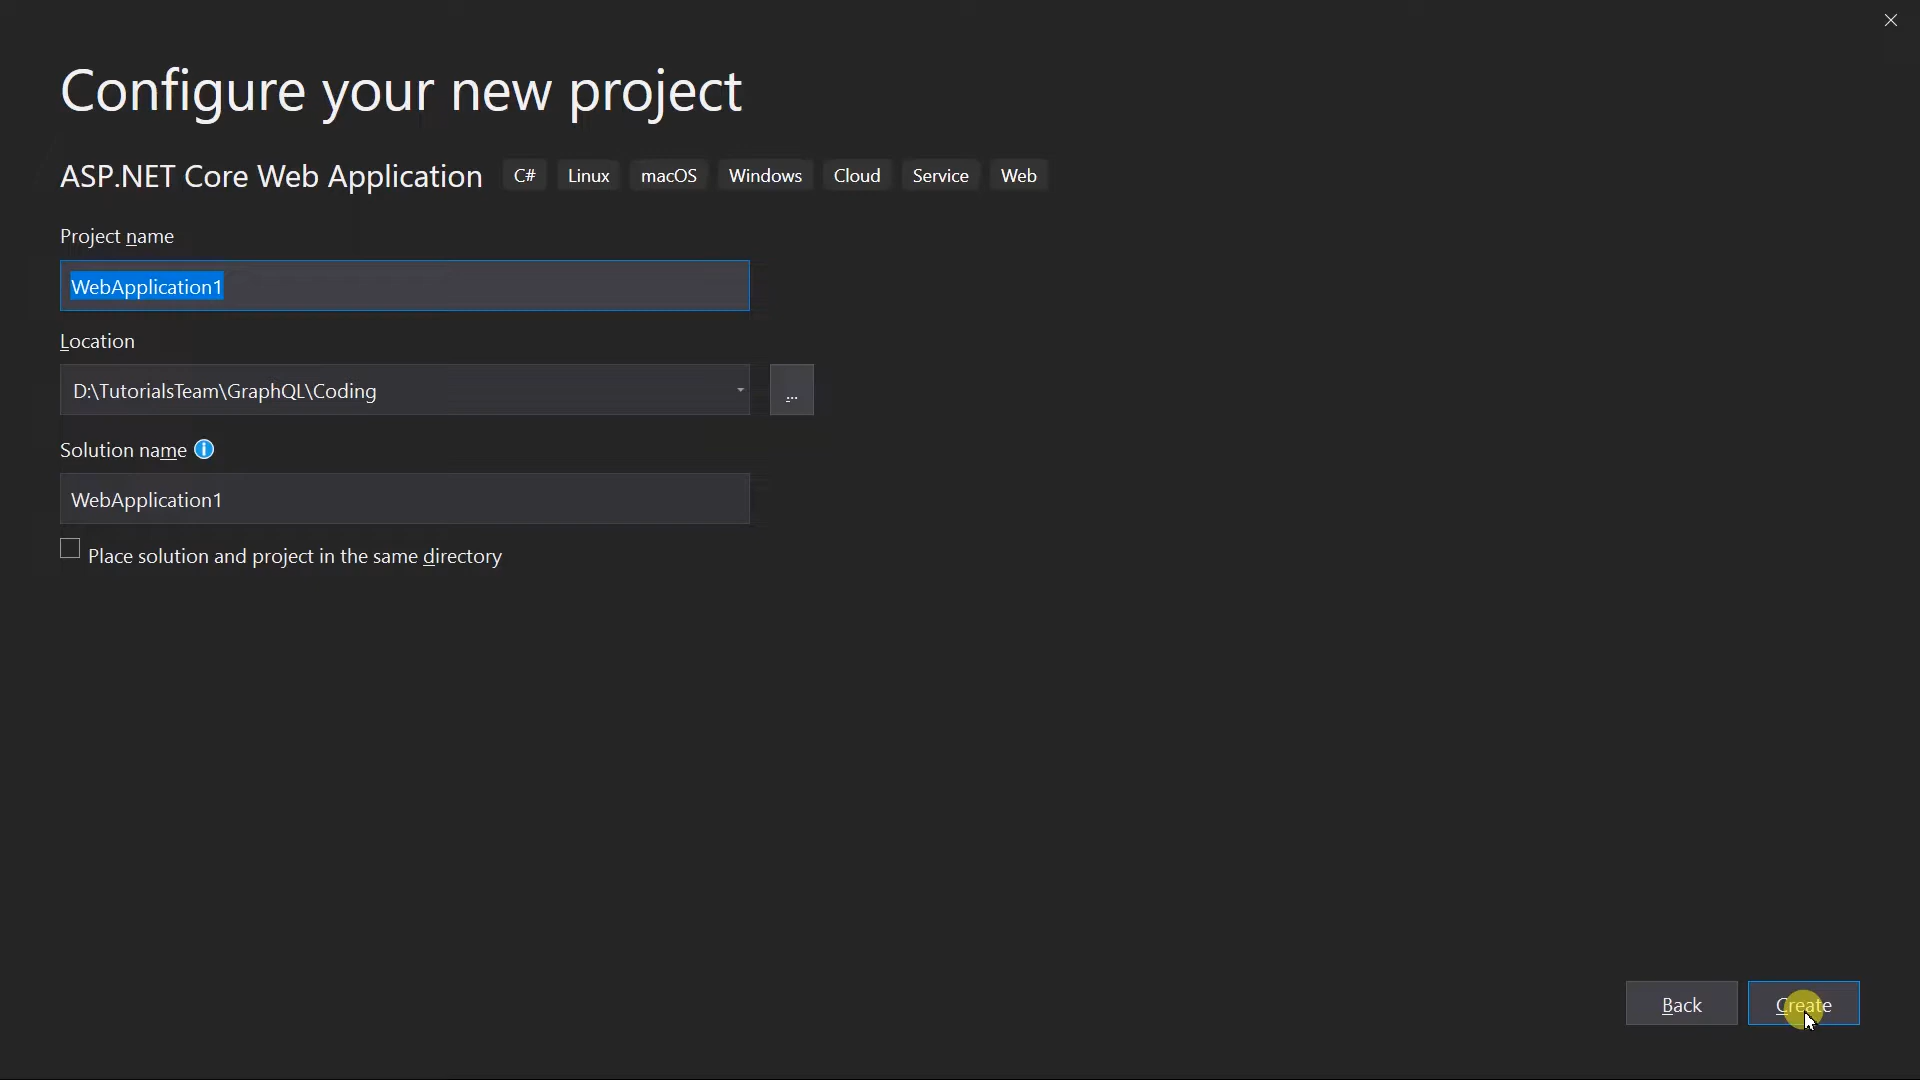 Configure your new project
ASP.NET Core Web Application C# Linux macOS Windows Cloud Service Web
Project name
WebApplication1
Location
D:\TutorialsTeam\GraphQL\Coding
...
Solution name
WebApplication1
Place solution and project in the same directory
Back Create